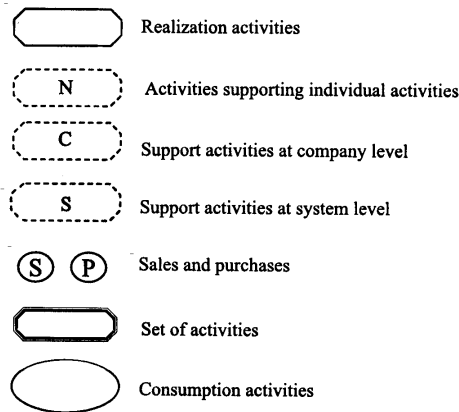 Realization activities
N Activities supporting individual activities
C Support activities at company level
S Support activities at system level
S P Sales and purchases
Set of activities
Consumption activities